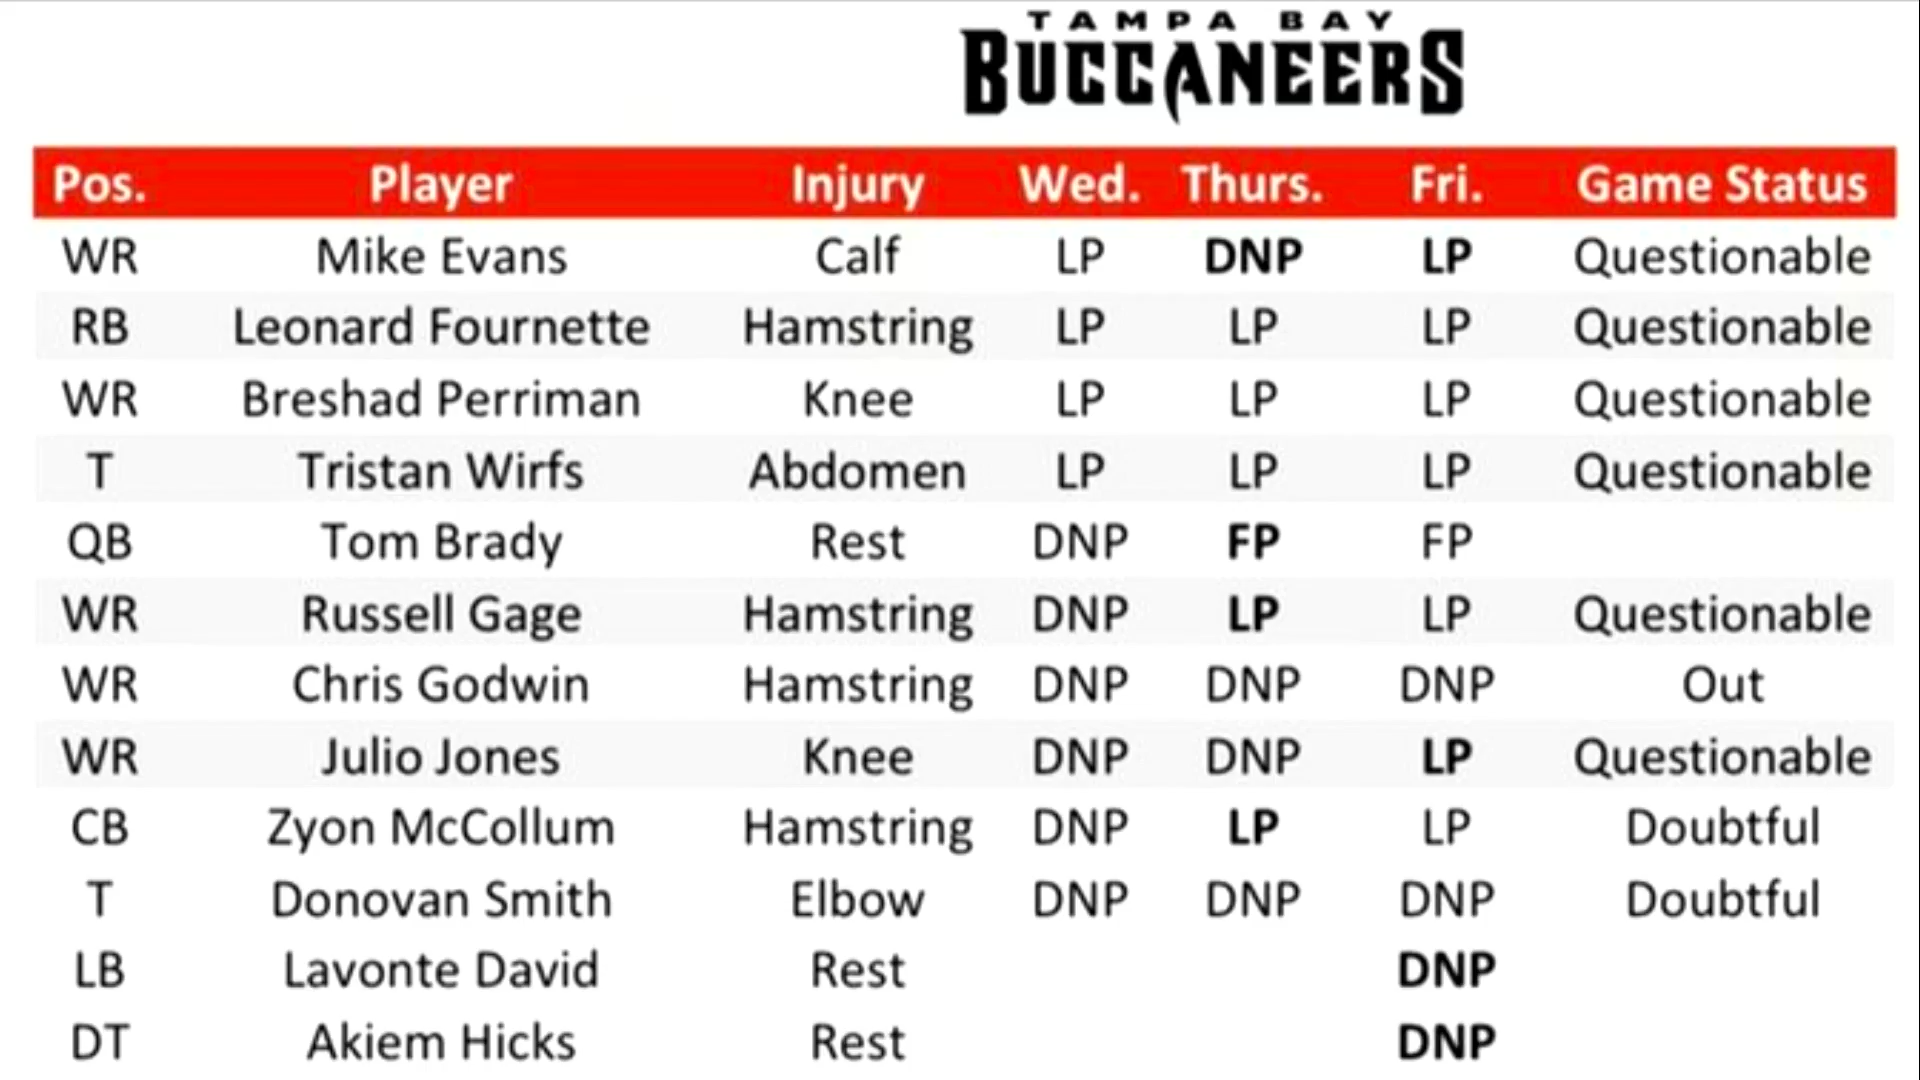 TAMPA BAY
BUCCANEERS
Pos. Player Injury Wed. Thurs. Fri. Game Status
WR Mike Evans Calf LP DNP LP Questionable
RB Leonard Fournette Hamstring LP LP LP Questionable
WR Breshad Perriman Knee LP LP LP Questionable
T Tristan Wirfs Abdomen LP LP LP Questionable
QB Tom Brady Rest DNP FP FP
WR Russell Gage Hamstring DNP LP LP Questionable
WR Chris Godwin Hamstring DNP DNP DNP Out
WR Julio Jones Knee DNP DNP LP Questionable
CB Zyon McCollum Hamstring DNP LP LP Doubtful
T Donovan Smith Elbow DNP DNP DNP Doubtful
LB Lavonte David Rest DNP
DT Akiem Hicks Rest DNP